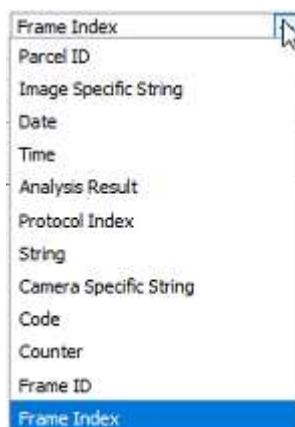 Frame Index
Parcel ID
Image Specific String
Date
Time
Analysis Result
Protocol Index
String
Camera Specific String
Code
Counter
Frame ID
Frame Index